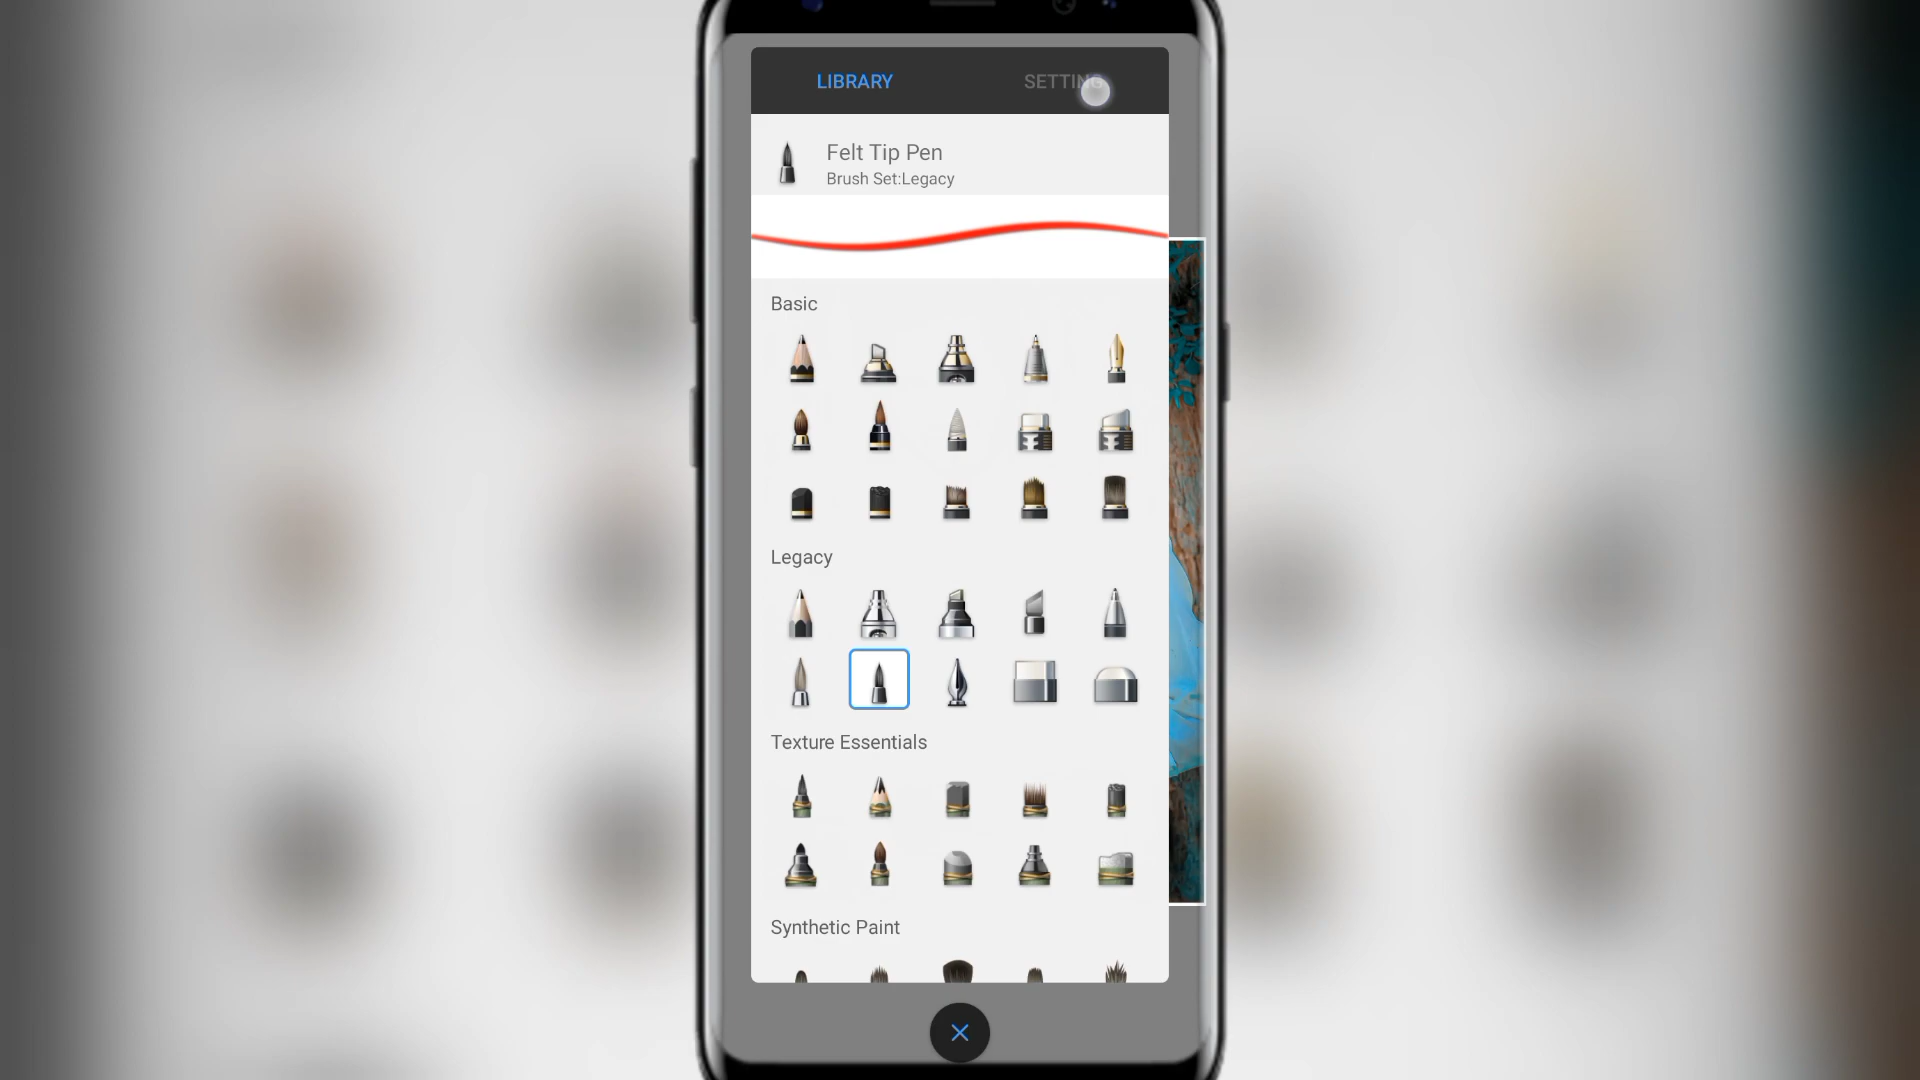 LIBRARY
SETTING
Felt Tip Pen
Brush Set:Legacy
Basic
Legacy
Texture Essentials
Synthetic Paint